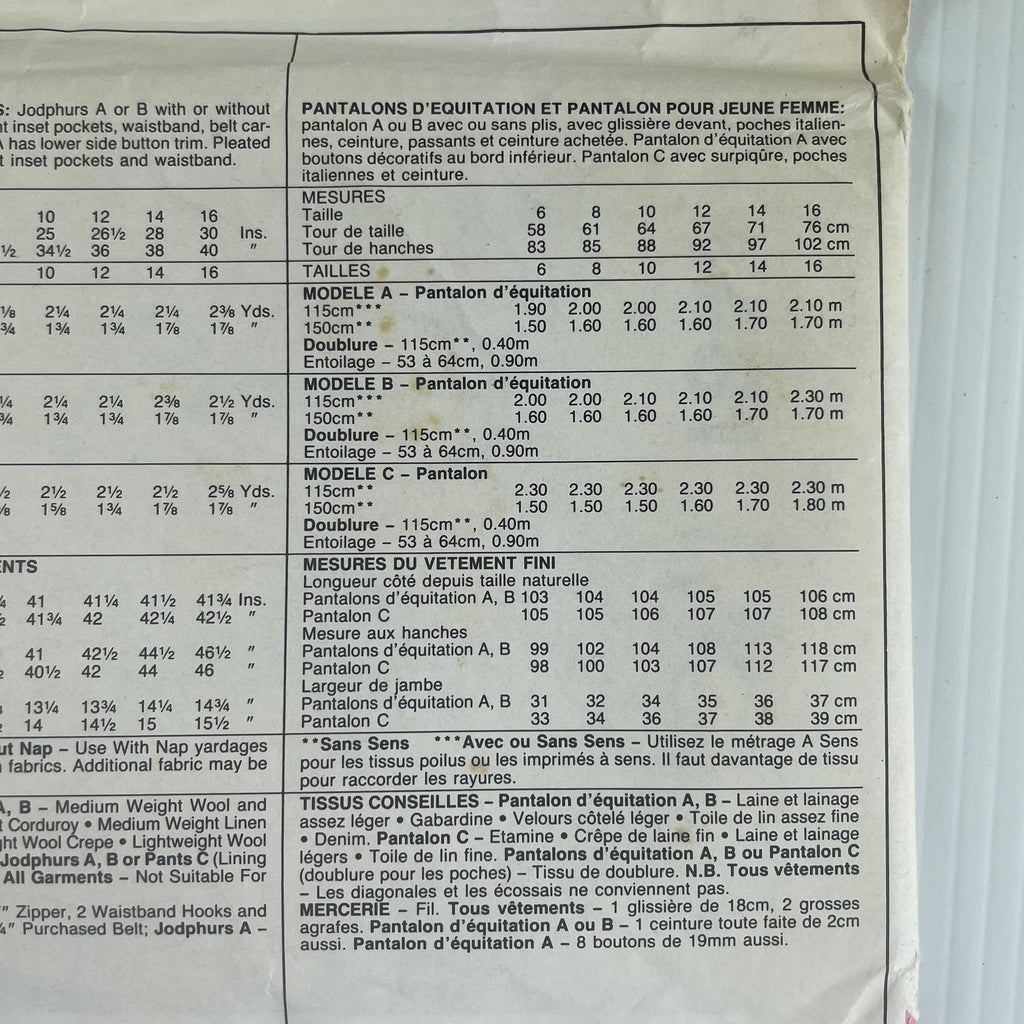 S: Jodphurs A or B with or without
nt inset pockets, waistband, belt car-
A has lower side button trim. Pleated
t inset pockets and waistband.
10 12 14 16
25 26½ 28 30 Ins.
½ 34½ 36 38 40 "
10 12 14 16
⅛ 2¼ 2¼ 2¼ 2⅜ Yds.
¾ 1¾ 1¾ 1⅞ 1⅞ "
¼ 2¼ 2¼ 2⅜ 2½ Yds.
¾ 1¾ 1¾ 1⅞ 1⅞ "
½ 2½ 2½ 2½ 2⅝ Yds.
⅝ 1⅝ 1¾ 1⅞ 1⅞ "
ENTS
41 41¼ 41½ 41¾ Ins.
41¾ 42 42¼ 42½ "
41 42½ 44½ 46½ "
40½ 42 44 46 "
13¼ 13¾ 14¼ 14¾ "
14 14½ 15 15½ "
ut Nap – Use With Nap yardages
fabrics. Additional fabric may be
A, B – Medium Weight Wool and
t Corduroy • Medium Weight Linen
ght Wool Crepe • Lightweight Wool
Jodphurs A, B or Pants C (Lining
All Garments – Not Suitable For
" Zipper, 2 Waistband Hooks and
¼" Purchased Belt; Jodphurs A –
PANTALONS D'EQUITATION ET PANTALON POUR JEUNE FEMME:
pantalon A ou B avec ou sans plis, avec glissière devant, poches italien-
nes, ceinture, passants et ceinture achetée. Pantalon d'équitation A avec
boutons décoratifs au bord inférieur. Pantalon C avec surpiqûre, poches
italiennes et ceinture.
MESURES
Taille 6 8 10 12 14 16
Tour de taille 58 61 64 67 71 76 cm
Tour de hanches 83 85 88 92 97 102 cm
TAILLES 6 8 10 12 14 16
MODELE A – Pantalon d'équitation
115cm*** 1.90 2.00 2.00 2.10 2.10 2.10 m
150cm** 1.50 1.60 1.60 1.60 1.70 1.70 m
Doublure – 115cm**, 0.40m
Entoilage – 53 à 64cm, 0.90m
MODELE B – Pantalon d'équitation
115cm*** 2.00 2.00 2.10 2.10 2.10 2.30 m
150cm** 1.60 1.60 1.60 1.60 1.70 1.70 m
Doublure – 115cm**, 0.40m
Entoilage – 53 à 64cm, 0.90m
MODELE C – Pantalon
115cm** 2.30 2.30 2.30 2.30 2.30 2.30 m
150cm** 1.50 1.50 1.50 1.60 1.70 1.80 m
Doublure – 115cm**, 0.40m
Entoilage – 53 à 64cm, 0.90m
MESURES DU VETEMENT FINI
Longueur côté depuis taille naturelle
Pantalons d'équitation A, B 103 104 104 105 105 106 cm
Pantalon C 105 105 106 107 107 108 cm
Mesure aux hanches
Pantalons d'équitation A, B 99 102 104 108 113 118 cm
Pantalon C 98 100 103 107 112 117 cm
Largeur de jambe
Pantalons d'équitation A, B 31 32 34 35 36 37 cm
Pantalon C 33 34 36 37 38 39 cm
**Sans Sens ***Avec ou Sans Sens – Utilisez le métrage A Sens
pour les tissus poilus ou les imprimés à sens. Il faut davantage de tissu
pour raccorder les rayures.
TISSUS CONSEILLES – Pantalon d'équitation A, B – Laine et lainage
assez léger • Gabardine • Velours côtelé léger • Toile de lin assez fine
• Denim. Pantalon C – Etamine • Crêpe de laine fin • Laine et lainage
légers • Toile de lin fine. Pantalons d'équitation A, B ou Pantalon C
(doublure pour les poches) – Tissu de doublure. N.B. Tous vêtements
– Les diagonales et les écossais ne conviennent pas.
MERCERIE – Fil. Tous vêtements – 1 glissière de 18cm, 2 grosses
agrafes. Pantalon d'équitation A ou B – 1 ceinture toute faite de 2cm
aussi. Pantalon d'équitation A – 8 boutons de 19mm aussi.